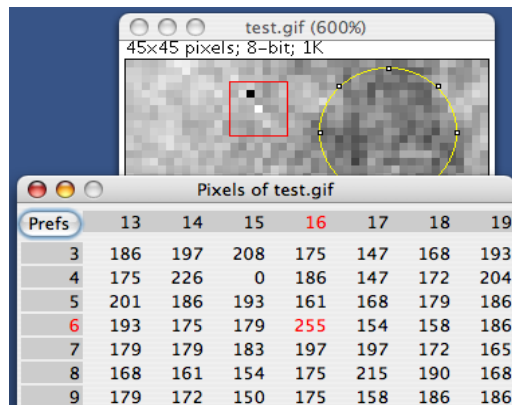 test.gif (600%)
45x45 pixels; 8-bit; 1K
Pixels of test.gif
Prefs 13 14 15 16 17 18 19
3 186 197 208 175 147 168 193
4 175 226 0 186 147 172 204
5 201 186 193 161 168 179 186
6 193 175 179 255 154 158 186
7 179 179 183 197 197 172 165
8 168 161 154 175 215 190 168
9 179 172 150 175 158 186 186